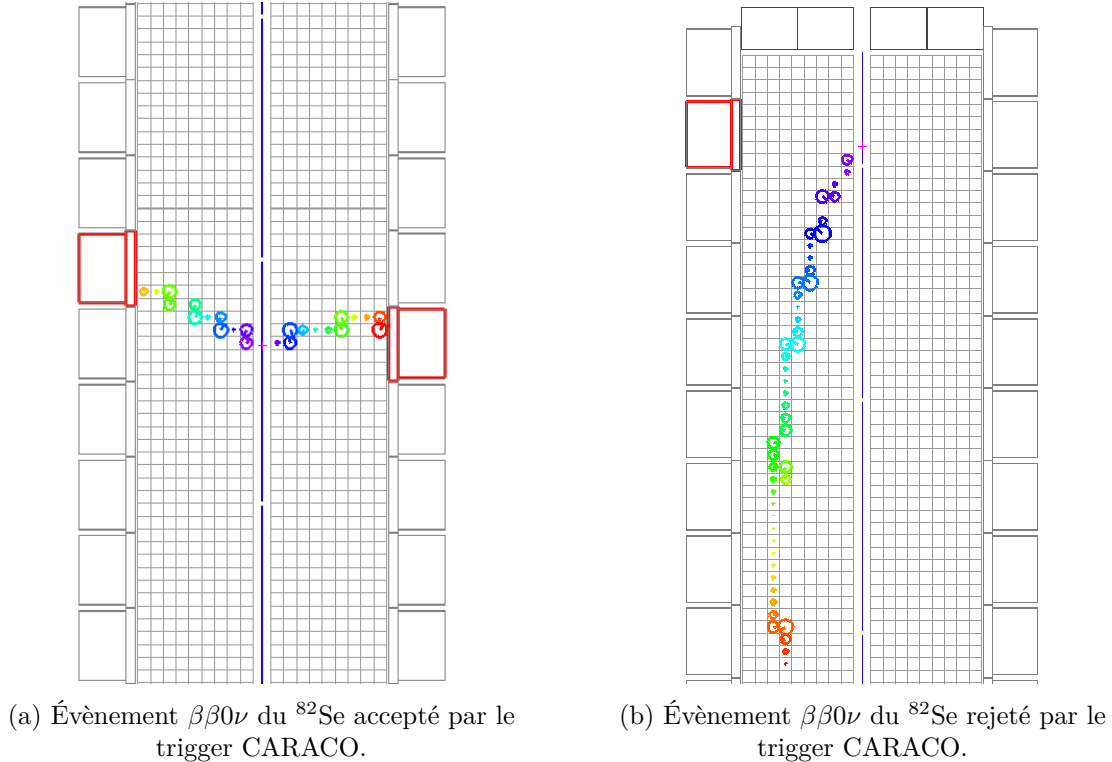 (a) Évènement ββ0ν du ⁸²Se accepté par le
trigger CARACO.
(b) Évènement ββ0ν du ⁸²Se rejeté par le
trigger CARACO.